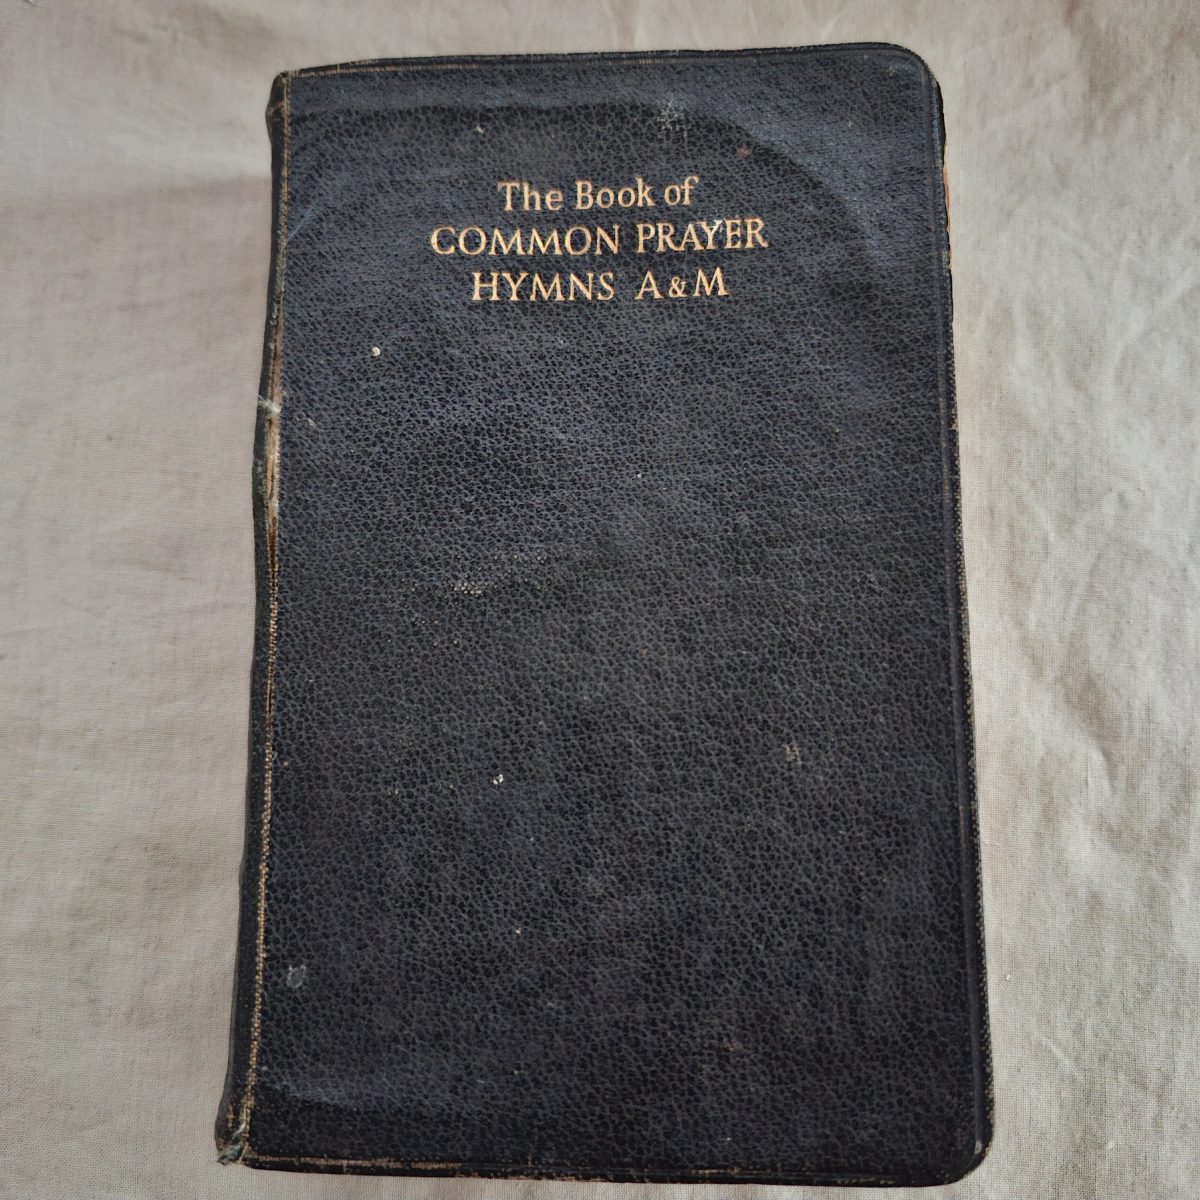 The Book of
COMMON PRAYER
HYMNS A & M